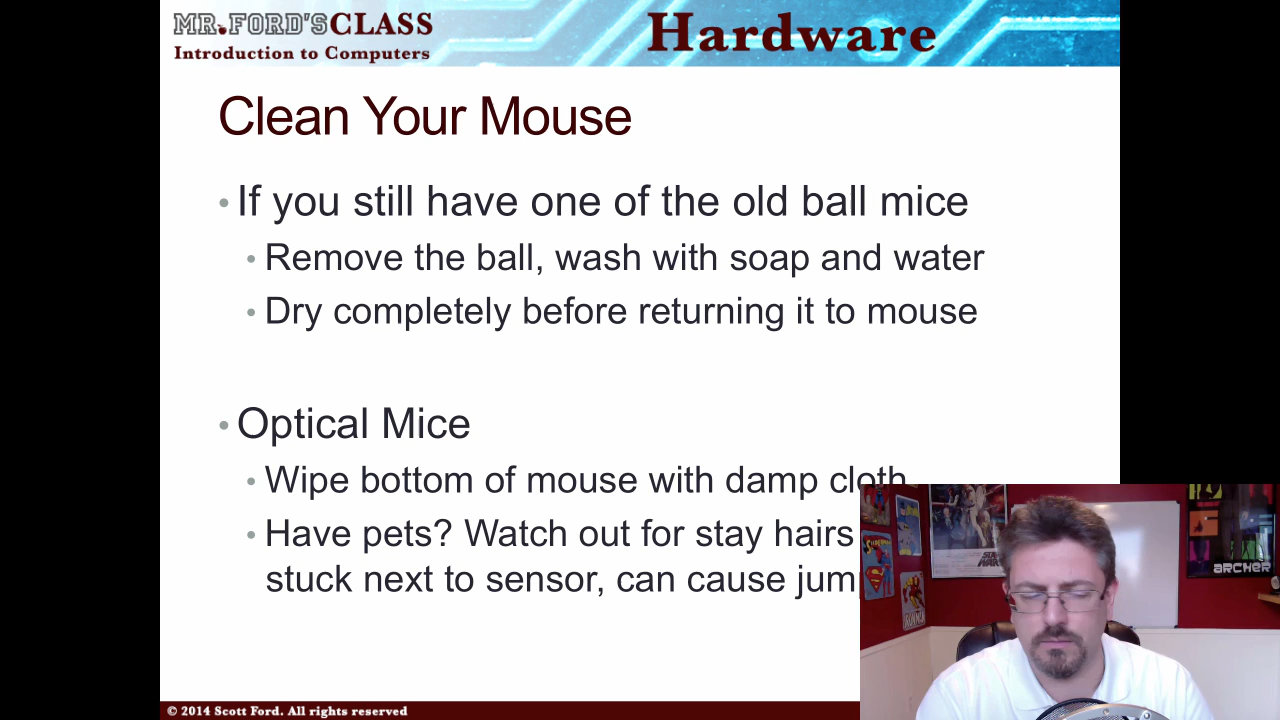 MR.FORD'S CLASS
Introduction to Computers
Hardware
Clean Your Mouse
• If you still have one of the old ball mice
• Remove the ball, wash with soap and water
• Dry completely before returning it to mouse
• Optical Mice
• Wipe bottom of mouse with damp cloth
• Have pets? Watch out for stay hairs
stuck next to sensor, can cause
SUPERMAN
STAR
ARCHER
© 2014 Scott Ford. All rights reserved